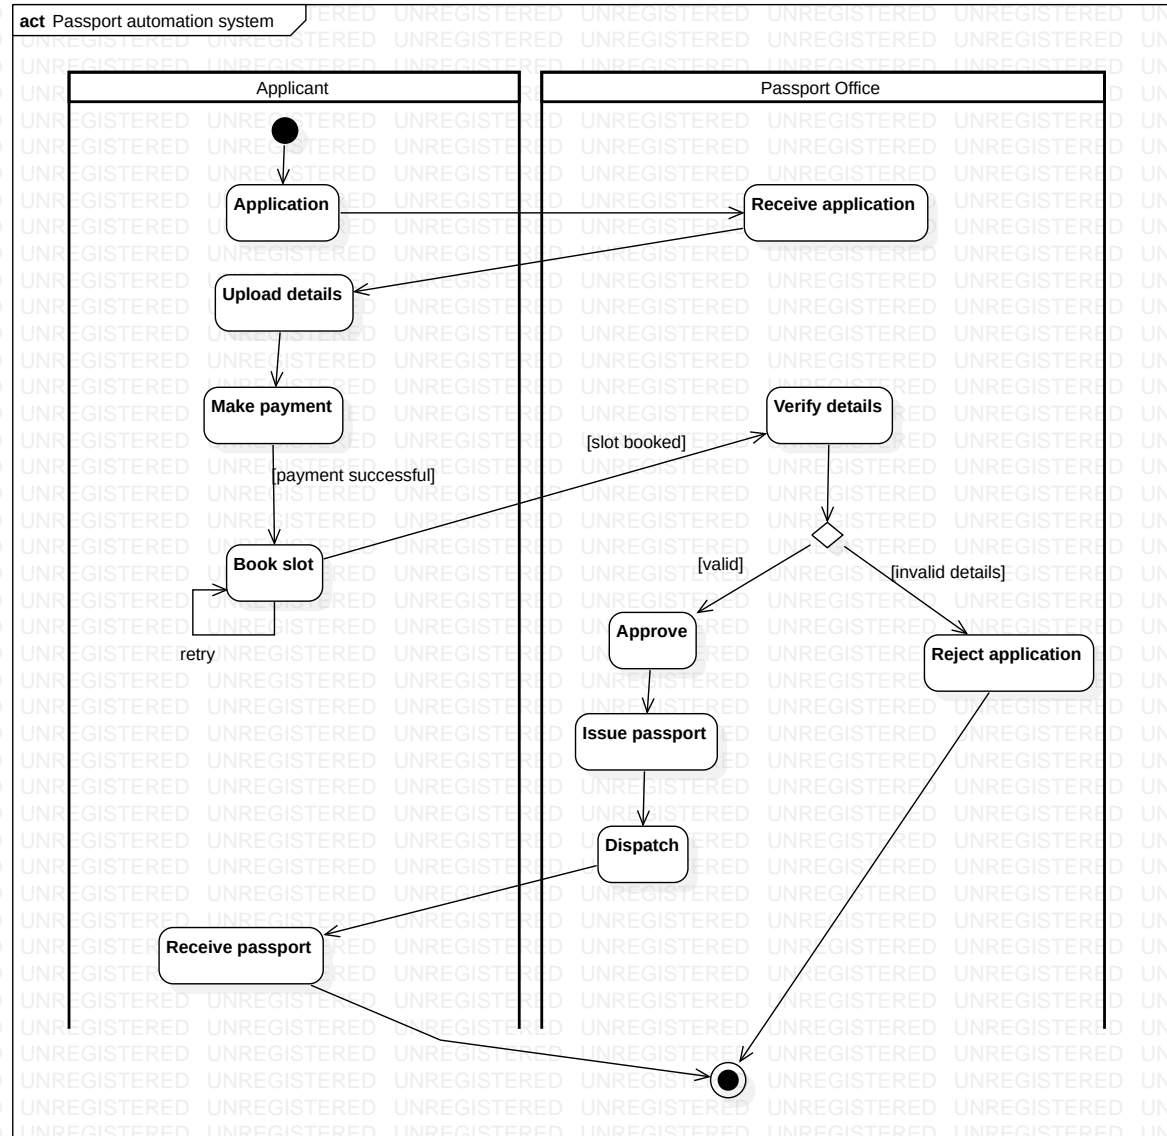 act Passport automation system
Applicant
Passport Office
Application
Receive application
Upload details
Make payment
Verify details
[slot booked]
[payment successful]
Book slot
[valid]
[invalid details]
Approve
Reject application
retry
Issue passport
Dispatch
Receive passport
UNREGISTERED